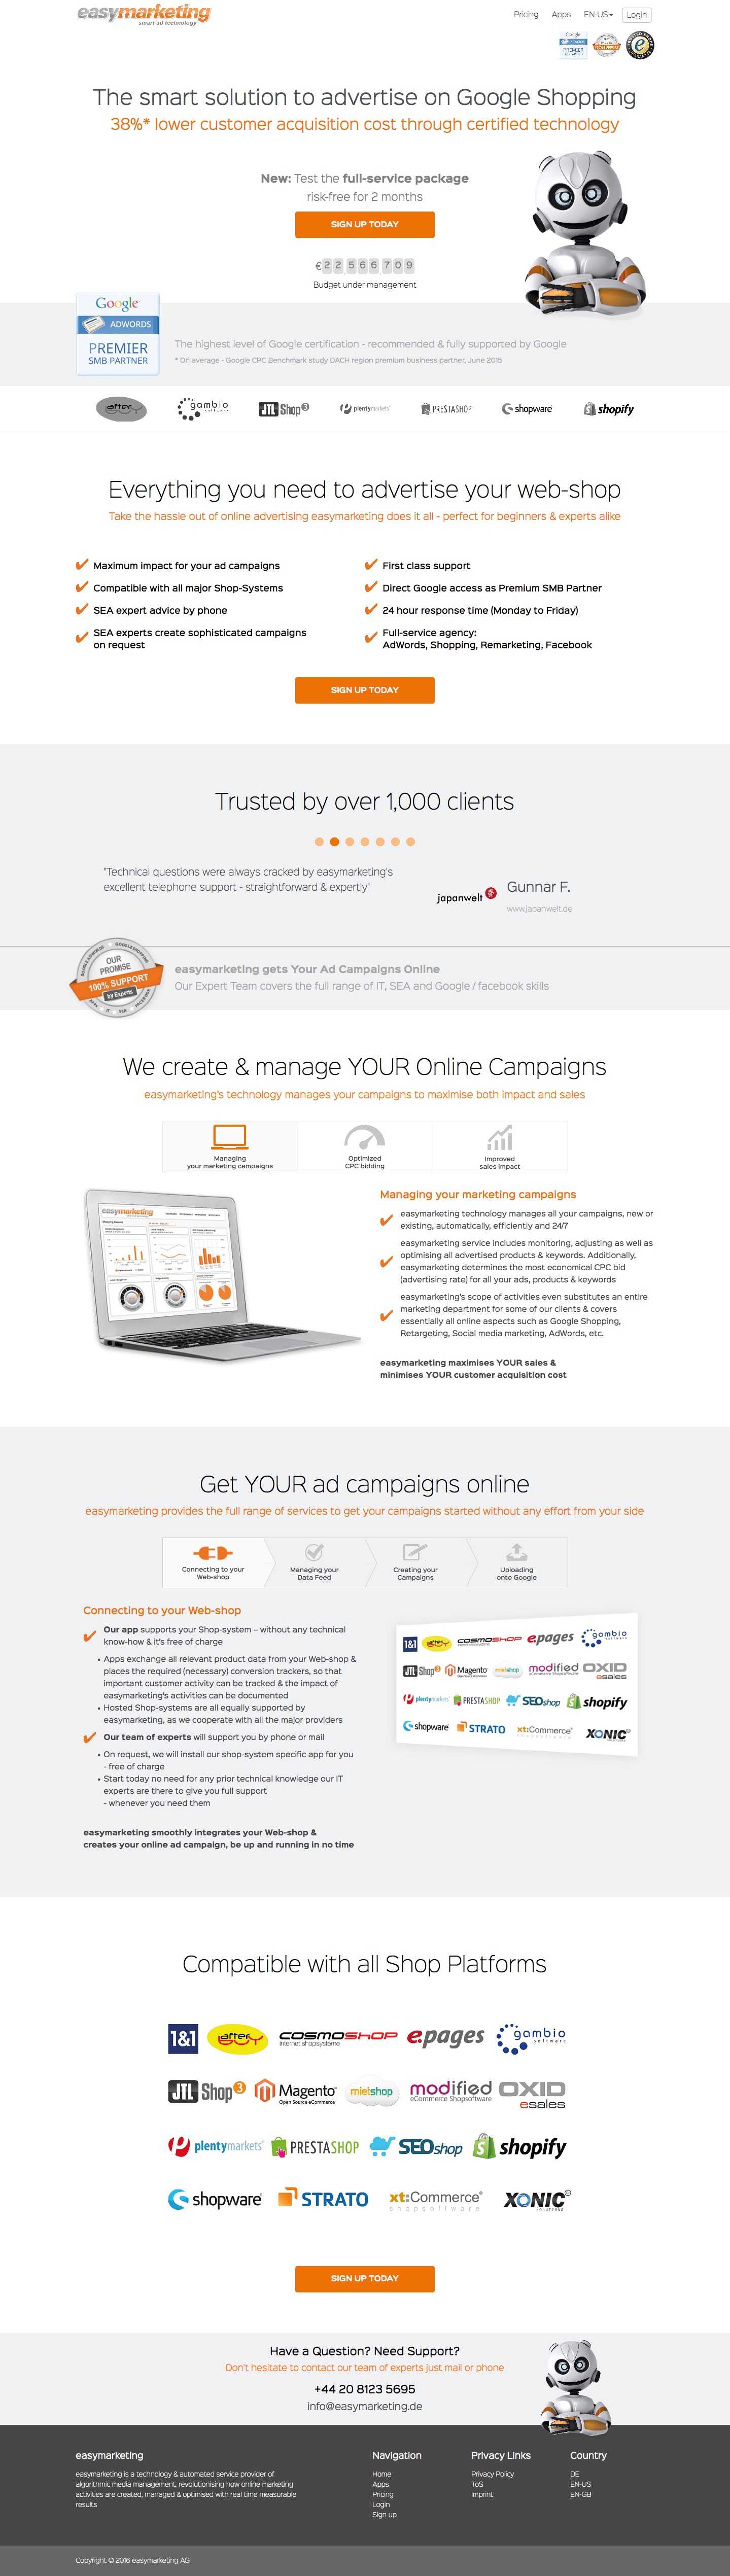 easymarketing
smart ad technology
Pricing
Apps
EN-US
Login
The smart solution to advertise on Google Shopping
38%* lower customer acquisition cost through certified technology
New: Test the full-service package
risk-free for 2 months
SIGN UP TODAY
€ 22.566.709
Budget under management
Google
ADWORDS
PREMIER
SMB PARTNER
The highest level of Google certification - recommended & fully supported by Google
* On average - Google CPC Benchmark study DACH region premium business partner, June 2015
afterbuy
gambio
software
JTL Shop3
plentymarkets
PRESTASHOP
shopware
shopify
Everything you need to advertise your web-shop
Take the hassle out of online advertising easymarketing does it all - perfect for beginners & experts alike
Maximum impact for your ad campaigns
Compatible with all major Shop-Systems
SEA expert advice by phone
SEA experts create sophisticated campaigns
on request
First class support
Direct Google access as Premium SMB Partner
24 hour response time (Monday to Friday)
Full-service agency:
AdWords, Shopping, Remarketing, Facebook
SIGN UP TODAY
Trusted by over 1,000 clients
"Technical questions were always cracked by easymarketing's
excellent telephone support - straightforward & expertly"
japanwelt
Gunnar F.
www.japanwelt.de
OUR
PROMISE
100% SUPPORT
by Experts
easymarketing gets Your Ad Campaigns Online
Our Expert Team covers the full range of IT, SEA and Google / facebook skills
We create & manage YOUR Online Campaigns
easymarketing's technology manages your campaigns to maximise both impact and sales
Managing
your marketing campaigns
Optimized
CPC bidding
Improved
sales impact
easymarketing
Managing your marketing campaigns
easymarketing technology manages all your campaigns, new or
existing, automatically, efficiently and 24/7
easymarketing service includes monitoring, adjusting as well as
optimising all advertised products & keywords. Additionally,
easymarketing determines the most economical CPC bid
(advertising rate) for all your ads, products & keywords
easymarketing's scope of activities even substitutes an entire
marketing department for some of our clients & covers
essentially all online aspects such as Google Shopping,
Retargeting, Social media marketing, AdWords, etc.
easymarketing maximises YOUR sales &
minimises YOUR customer acquisition cost
Get YOUR ad campaigns online
easymarketing provides the full range of services to get your campaigns started without any effort from your side
Connecting to your
Web-shop
Managing your
Data Feed
Creating your
Campaigns
Uploading
onto Google
Connecting to your Web-shop
Our app supports your Shop-system – without any technical
know-how & it's free of charge
• Apps exchange all relevant product data from your Web-shop &
places the required (necessary) conversion trackers, so that
important customer activity can be tracked & the impact of
easymarketing's activities can be documented
• Hosted Shop-systems are all equally supported by
easymarketing, as we cooperate with all the major providers
Our team of experts will support you by phone or mail
• On request, we will install our shop-system specific app for you
- free of charge
• Start today no need for any prior technical knowledge our IT
experts are there to give you full support
- whenever you need them
easymarketing smoothly integrates your Web-shop &
creates your online ad campaign, be up and running in no time
1&1
afterbuy
COSMOSHOP
epages
gambio
JTL Shop3
Magento
mietshop
modified
OXID
esales
plentymarkets
PRESTASHOP
SEOshop
shopify
shopware
STRATO
xt:Commerce
XONIC
Compatible with all Shop Platforms
1&1
afterbuy
COSMOSHOP
Internet shopsysteme
epages
gambio
software
JTL Shop3
Magento
Open Source eCommerce
mietshop
modified
eCommerce Shopsoftware
OXID
esales
plentymarkets
PRESTASHOP
SEOshop
shopify
shopware
STRATO
xt:Commerce
shopsoftware
XONIC
SOLUTIONS
SIGN UP TODAY
Have a Question? Need Support?
Don't hesitate to contact our team of experts just mail or phone
+44 20 8123 5695
info@easymarketing.de
easymarketing
easymarketing is a technology & automated service provider of
algorithmic media management, revolutionising how online marketing
activities are created, managed & optimised with real time measurable
results
Navigation
Home
Apps
Pricing
Login
Sign up
Privacy Links
Privacy Policy
ToS
Imprint
Country
DE
EN-US
EN-GB
Copyright © 2016 easymarketing AG